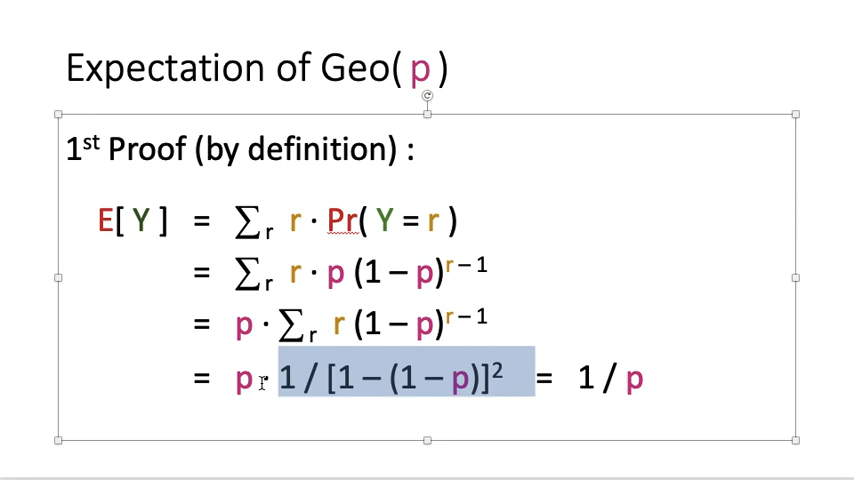 Expectation of Geo( p )
1st Proof (by definition) :
E[ Y ] = ∑r r · Pr( Y = r )
= ∑r r · p (1 – p)r – 1
= p · ∑r r (1 – p)r – 1
= p · 1 / [1 – (1 – p)]2 = 1 / p